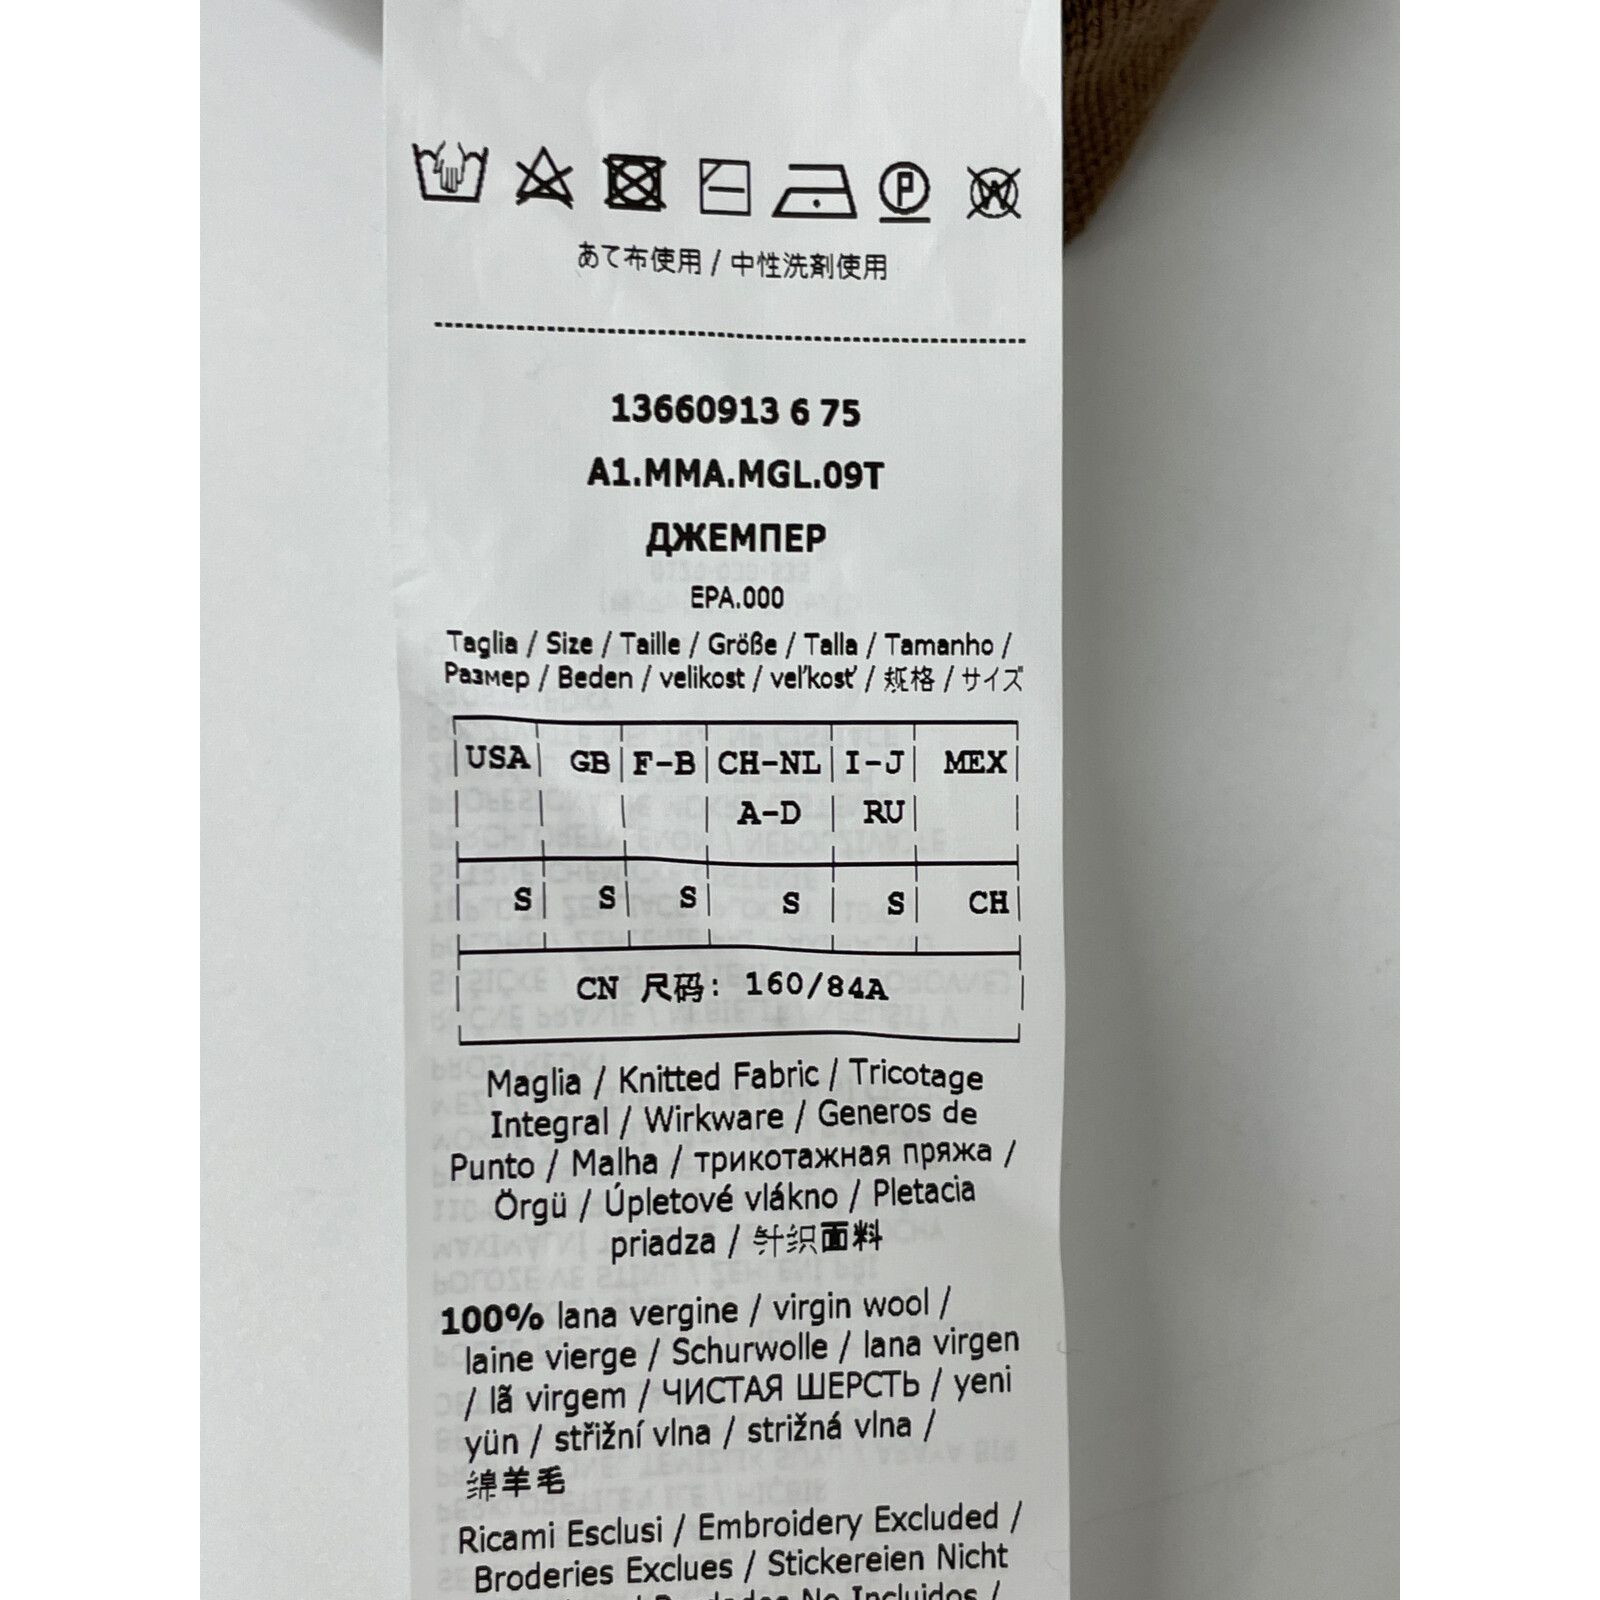 P W
あて布使用 / 中性洗剤使用
13660913 6 75
A1.MMA.MGL.09T
ДЖЕМПЕР
EPA.000
Taglia / Size / Taille / Größe / Talla / Tamanho /
Размер / Beden / velikost / veľkosť / 规格 / サイズ
USA GB F-B CH-NL I-J MEX
A-D RU
S S S S S CH
CN 尺码: 160/84A
Maglia / Knitted Fabric / Tricotage
Integral / Wirkware / Generos de
Punto / Malha / трикотажная пряжа /
Örgü / Úpletové vlákno / Pletacia
priadza / 针织面料
100% lana vergine / virgin wool /
laine vierge / Schurwolle / lana virgen
/ lã virgem / ЧИСТАЯ ШЕРСТЬ / yeni
yün / střižní vlna / strižná vlna /
绵羊毛
Ricami Esclusi / Embroidery Excluded /
Broderies Exclues / Stickereien Nicht
No Incluidos /